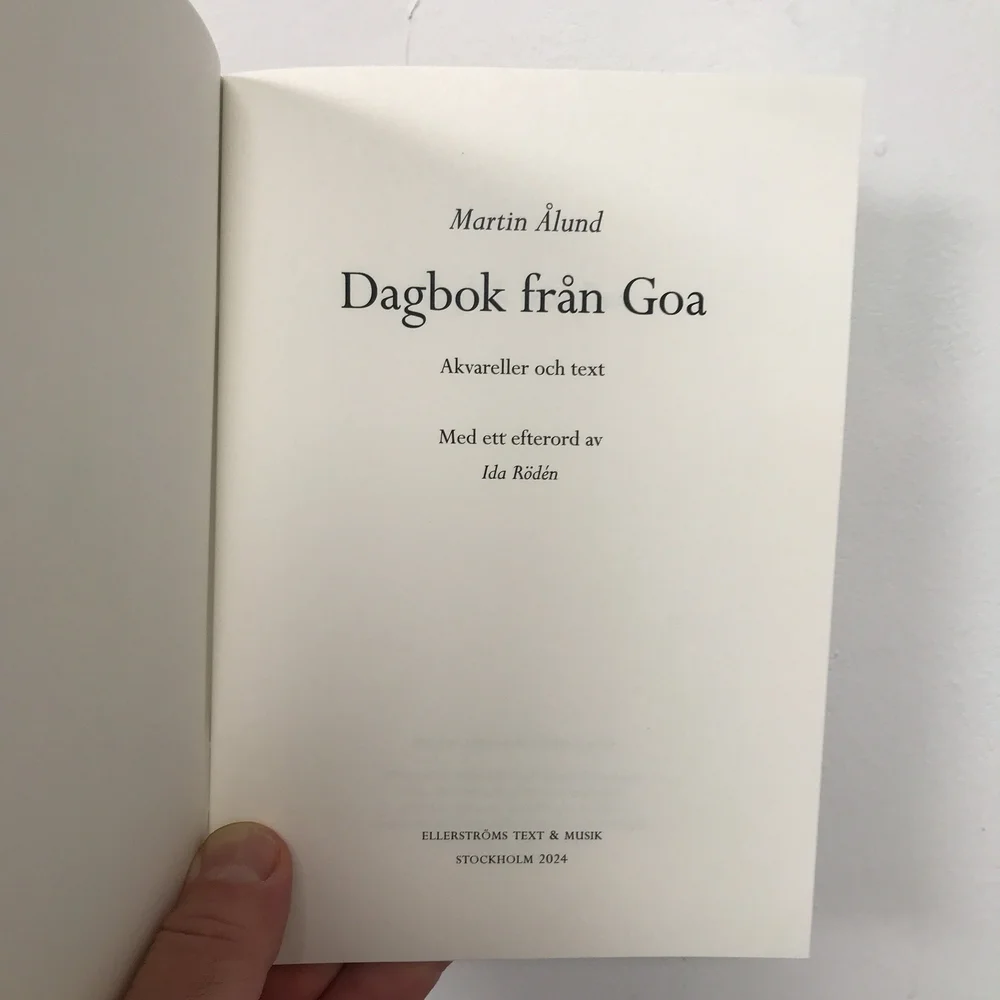 Martin Ålund
Dagbok från Goa
Akvareller och text
Med ett efterord av
Ida Rödén
ELLERSTRÖMS TEXT & MUSIK
STOCKHOLM 2024